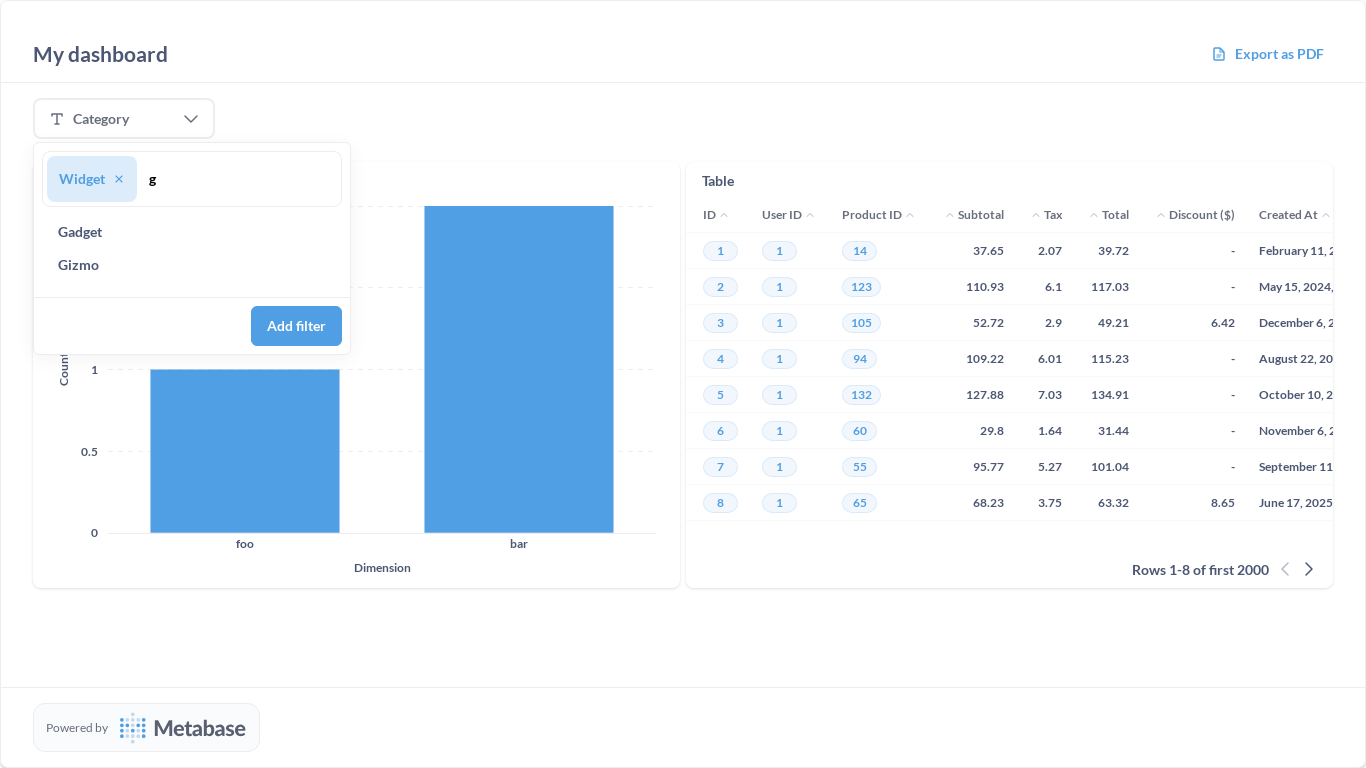 My dashboard
Export as PDF
Category
Widget
g
Gadget
Gizmo
Add filter
Count
1
0.5
0
foo
bar
Dimension
Table
ID User ID Product ID Subtotal Tax Total Discount ($) Created At
1 1 14 37.65 2.07 39.72 - February 11, 2
2 1 123 110.93 6.1 117.03 - May 15, 2024,
3 1 105 52.72 2.9 49.21 6.42 December 6, 2
4 1 94 109.22 6.01 115.23 - August 22, 20
5 1 132 127.88 7.03 134.91 - October 10, 2
6 1 60 29.8 1.64 31.44 - November 6, 2
7 1 55 95.77 5.27 101.04 - September 11
8 1 65 68.23 3.75 63.32 8.65 June 17, 2025
Rows 1-8 of first 2000
Powered by Metabase